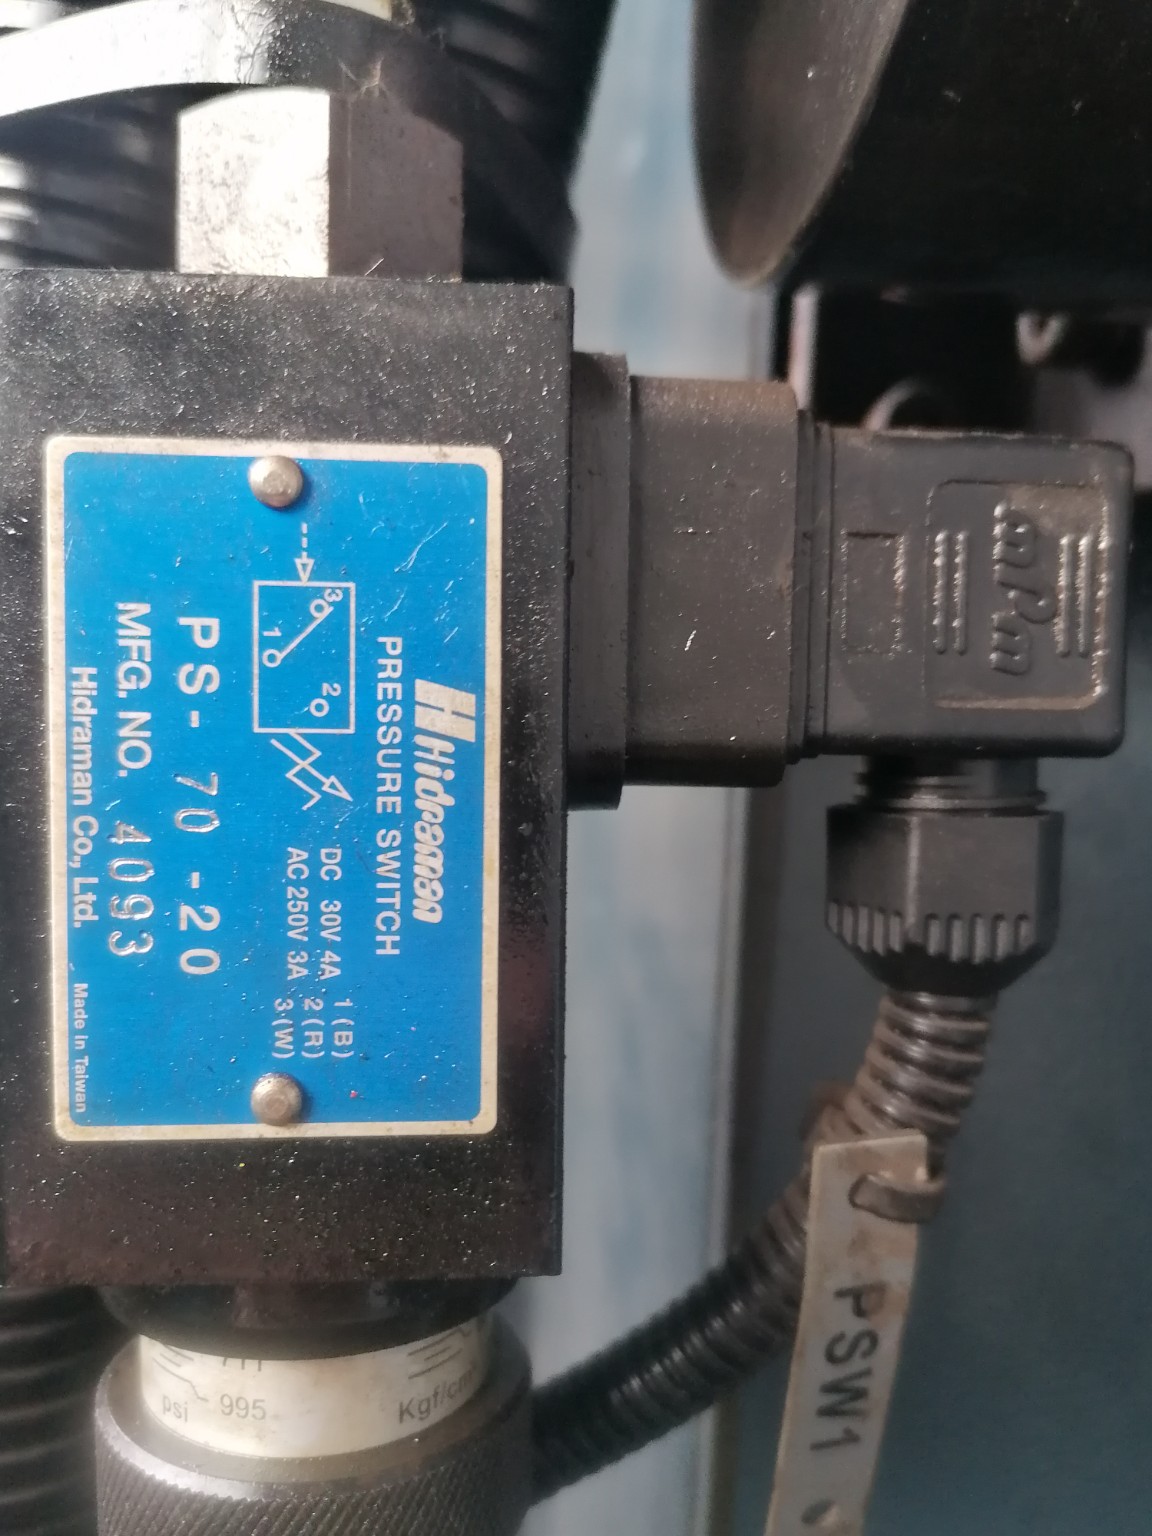 Hidraman
PRESSURE SWITCH
3
1
2
DC 30V 4A
AC 250V 3A
1 (B)
2 (R)
3 (W)
PS- 70 -20
MFG. NO. 4093
Hidraman Co., Ltd.
Made In Taiwan
PSW1
711
psi 995 Kgf/cm